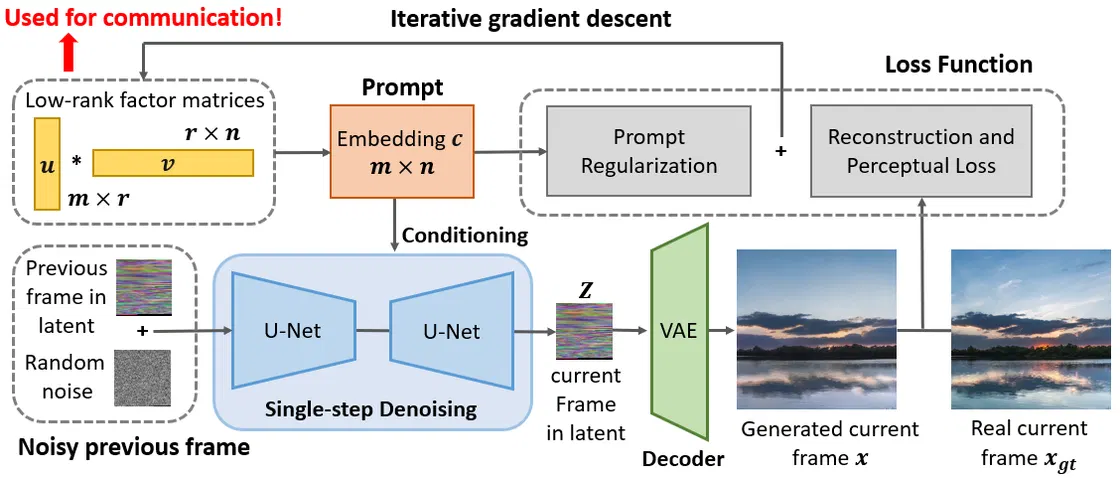 Used for communication!
Iterative gradient descent
Loss Function
Low-rank factor matrices
r × n
u * v
m × r
Prompt
Embedding c
m × n
Prompt
Regularization
+
Reconstruction and
Perceptual Loss
Conditioning
Previous
frame in
latent
+
Random
noise
Noisy previous frame
U-Net
U-Net
Single-step Denoising
Z
current
Frame
in latent
VAE
Decoder
Generated current
frame x
Real current
frame x_gt